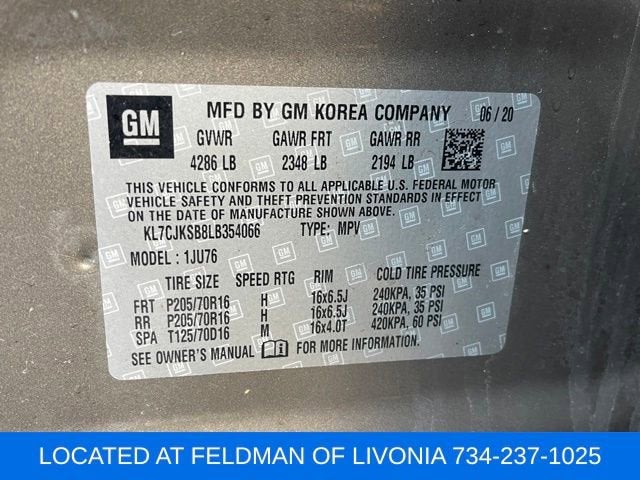 GM MFD BY GM KOREA COMPANY 06/20
GVWR GAWR FRT GAWR RR
4286 LB 2348 LB 2194 LB
THIS VEHICLE CONFORMS TO ALL APPLICABLE U.S. FEDERAL MOTOR
VEHICLE SAFETY AND THEFT PREVENTION STANDARDS IN EFFECT
ON THE DATE OF MANUFACTURE SHOWN ABOVE.
KL7CJKSB8LB354066 TYPE: MPV
MODEL : 1JU76
TIRE SIZE SPEED RTG RIM COLD TIRE PRESSURE
FRT P205/70R16 H 16x6.5J 240KPA, 35 PSI
RR P205/70R16 H 16x6.5J 240KPA, 35 PSI
SPA T125/70D16 M 16x4.0T 420KPA, 60 PSI
SEE OWNER'S MANUAL FOR MORE INFORMATION.
LOCATED AT FELDMAN OF LIVONIA 734-237-1025